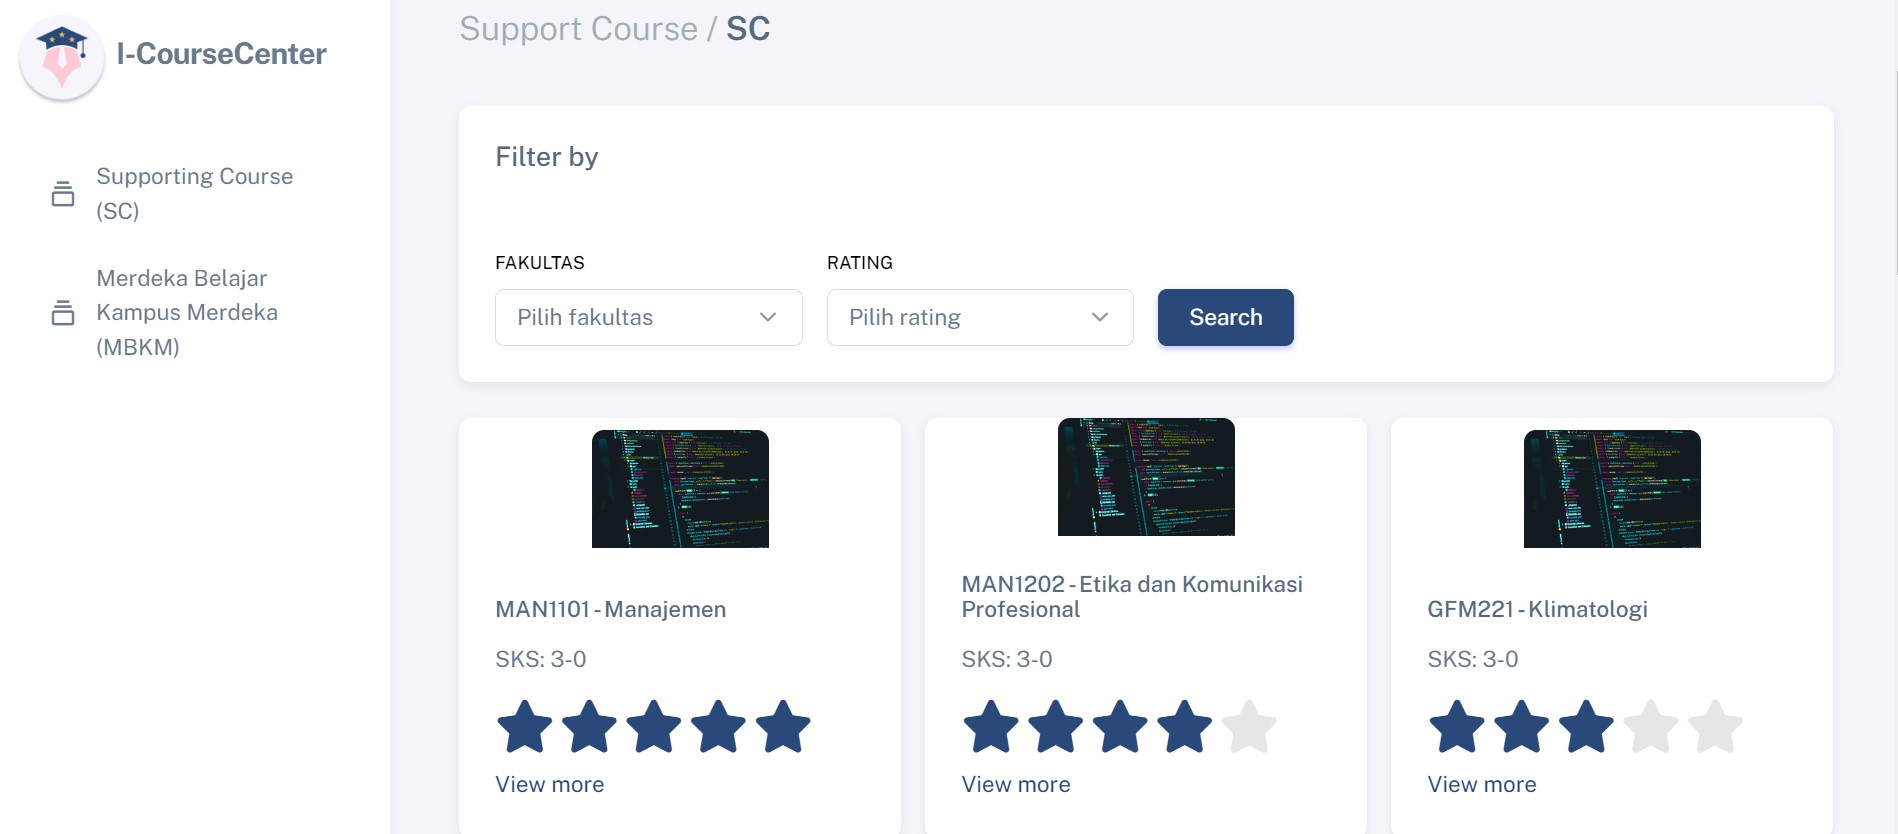 I-CourseCenter
Supporting Course
(SC)
Merdeka Belajar
Kampus Merdeka
(MBKM)
Support Course / SC
Filter by
FAKULTAS
Pilih fakultas
RATING
Pilih rating
Search
MAN1101 - Manajemen
SKS: 3-0
View more
MAN1202 - Etika dan Komunikasi
Profesional
SKS: 3-0
View more
GFM221 - Klimatologi
SKS: 3-0
View more